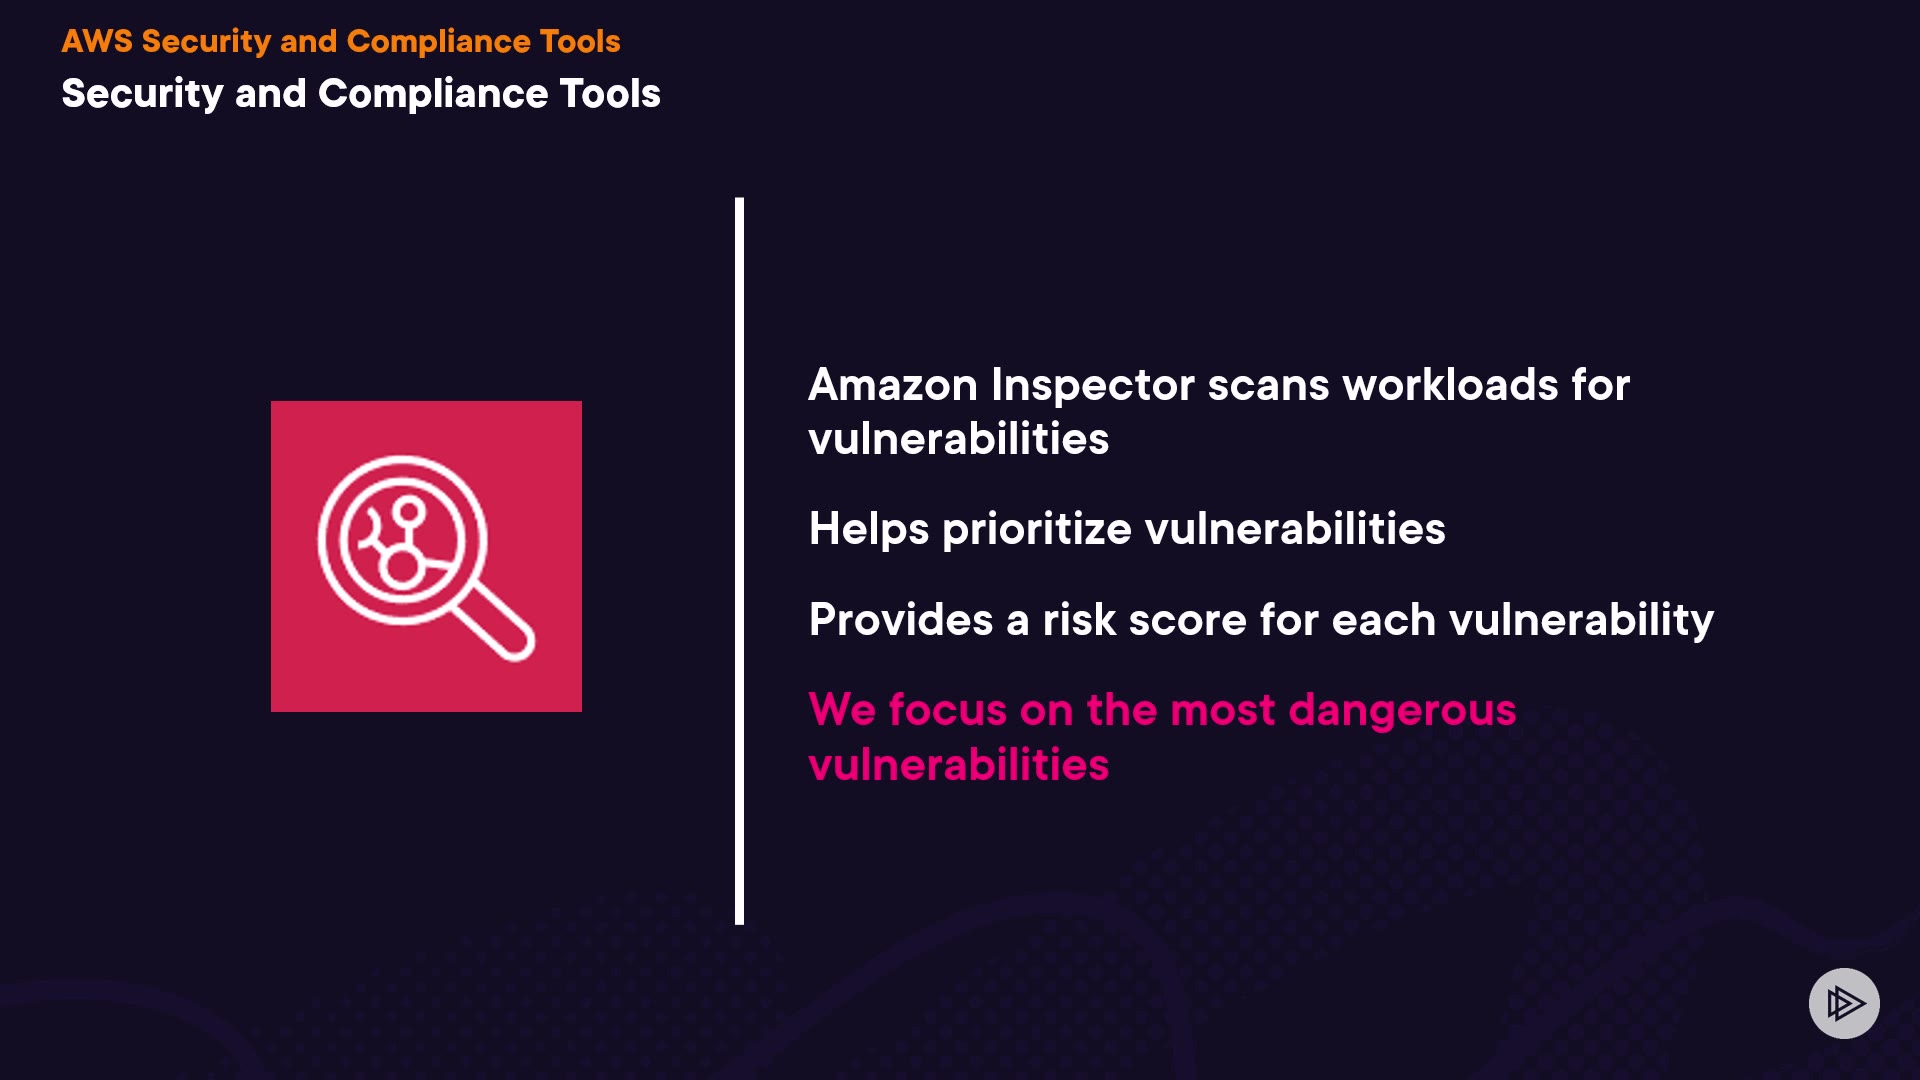 AWS Security and Compliance Tools
Security and Compliance Tools
Amazon Inspector scans workloads for
vulnerabilities
Helps prioritize vulnerabilities
Provides a risk score for each vulnerability
We focus on the most dangerous
vulnerabilities